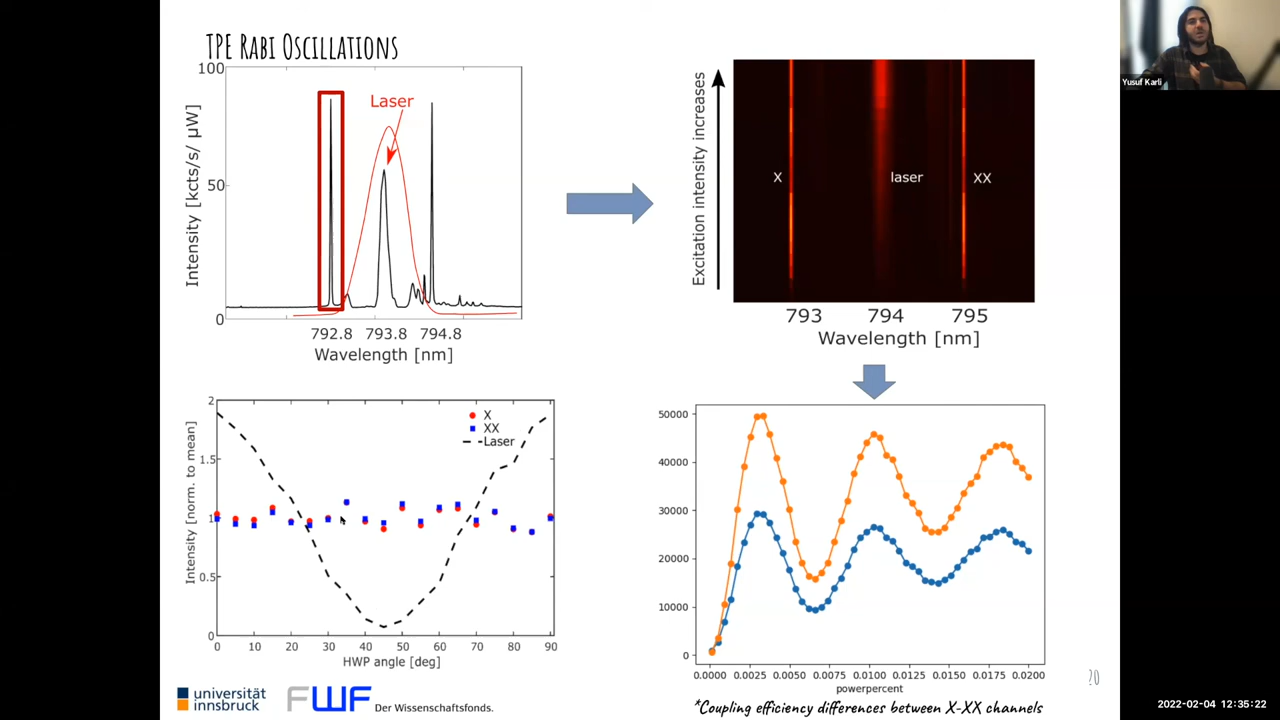 TPE RABI OSCILLATIONS
100
50
0
Intensity [kcts/s/ µW]
Laser
792.8 793.8 794.8
Wavelength [nm]
Excitation intensity increases
X
laser
XX
793 794 795
Wavelength [nm]
2
1.5
1
0.5
0
Intensity [norm. to mean]
X
XX
Laser
0 10 20 30 40 50 60 70 80 90
HWP angle [deg]
50000
40000
30000
20000
10000
0
0.0000 0.0025 0.0050 0.0075 0.0100 0.0125 0.0150 0.0175 0.0200
powerpercent
*Coupling efficiency differences between X-XX channels
universität
innsbruck
FWF Der Wissenschaftsfonds.
20
Yusuf Karli
2022-02-04 12:35:22